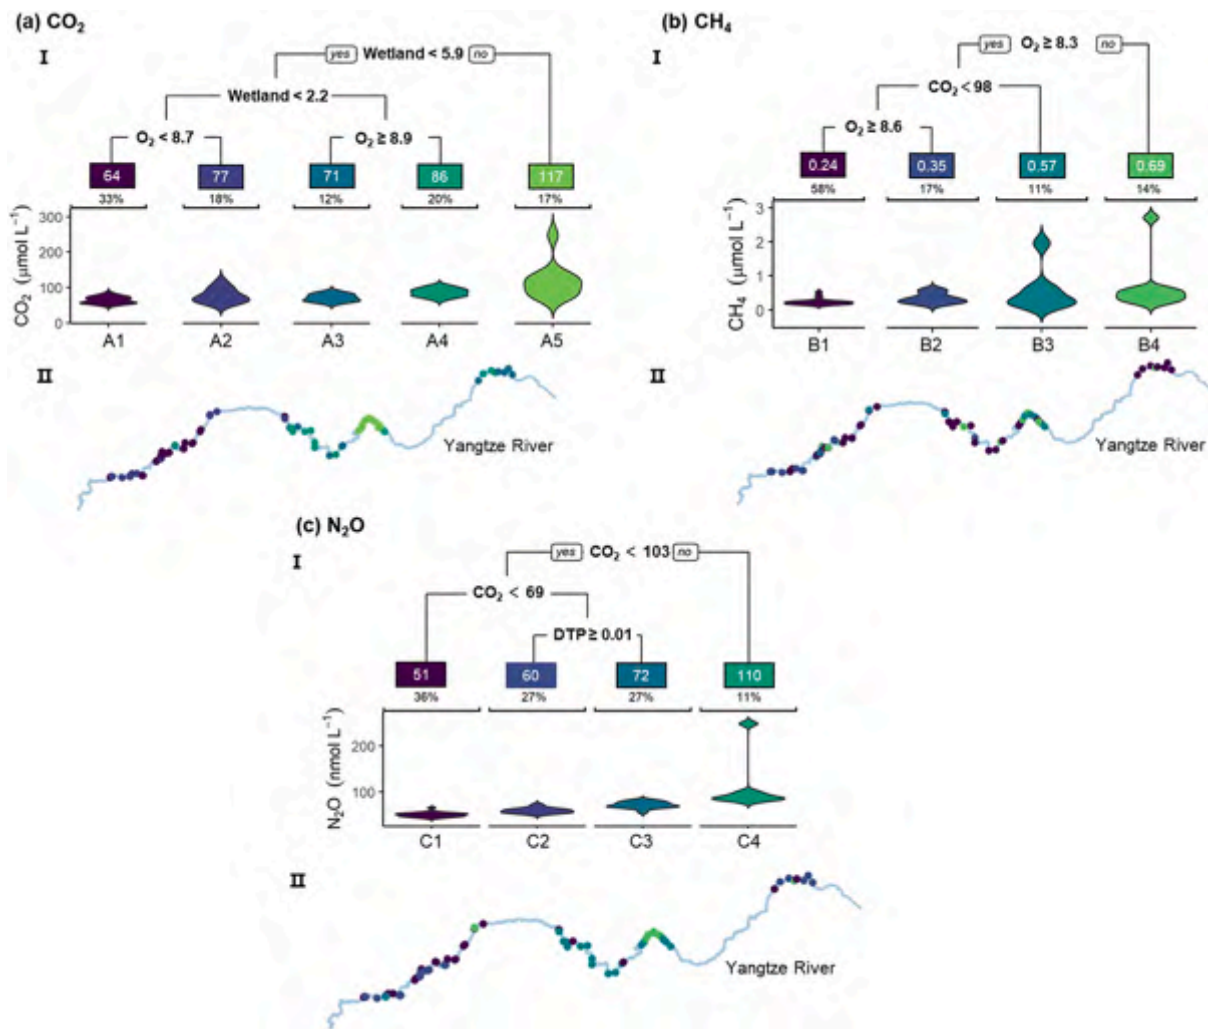 (a) CO₂
I
yes Wetland < 5.9 no
Wetland < 2.2
O₂ < 8.7 O₂ ≥ 8.9
64 77 71 86 117
33% 18% 12% 20% 17%
CO₂ (μmol L⁻¹)
300
200
100
0
A1 A2 A3 A4 A5
II
Yangtze River
(b) CH₄
I
yes O₂ ≥ 8.3 no
CO₂ < 98
O₂ ≥ 8.6
0.24 0.35 0.57 0.69
58% 17% 11% 14%
CH₄ (μmol L⁻¹)
3
2
1
0
B1 B2 B3 B4
II
Yangtze River
(c) N₂O
I
yes CO₂ < 103 no
CO₂ < 69
DTP ≥ 0.01
51 60 72 110
36% 27% 27% 11%
N₂O (nmol L⁻¹)
200
100
C1 C2 C3 C4
II
Yangtze River